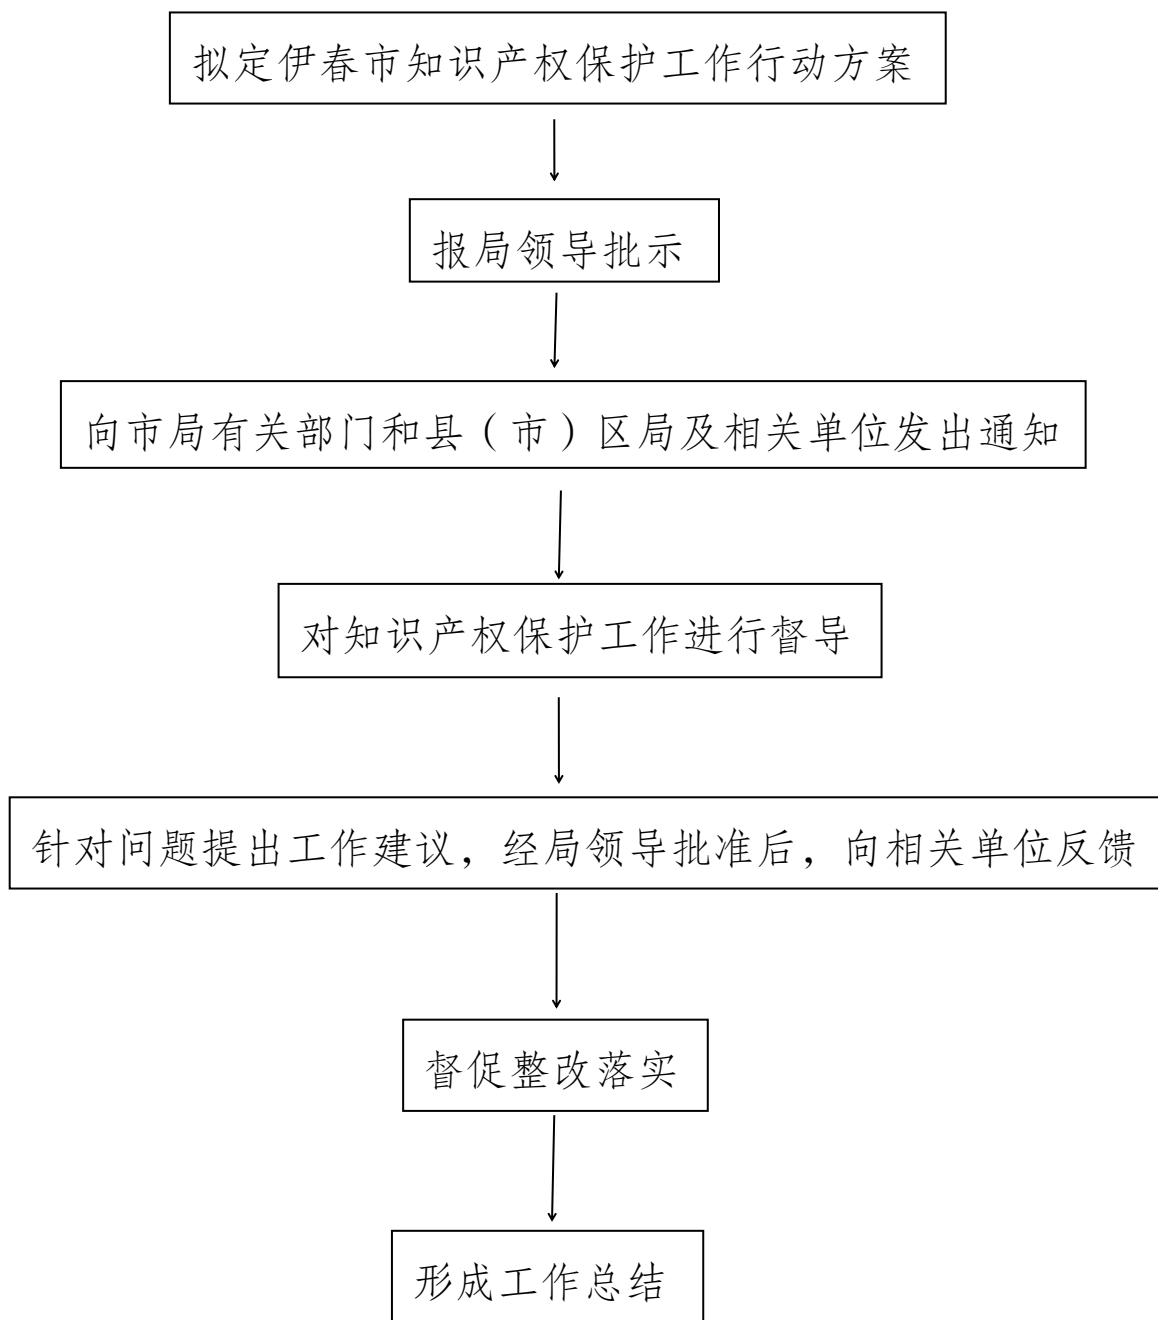 拟定伊春市知识产权保护工作行动方案
报局领导批示
向市局有关部门和县（市）区局及相关单位发出通知
对知识产权保护工作进行督导
针对问题提出工作建议，经局领导批准后，向相关单位反馈
督促整改落实
形成工作总结